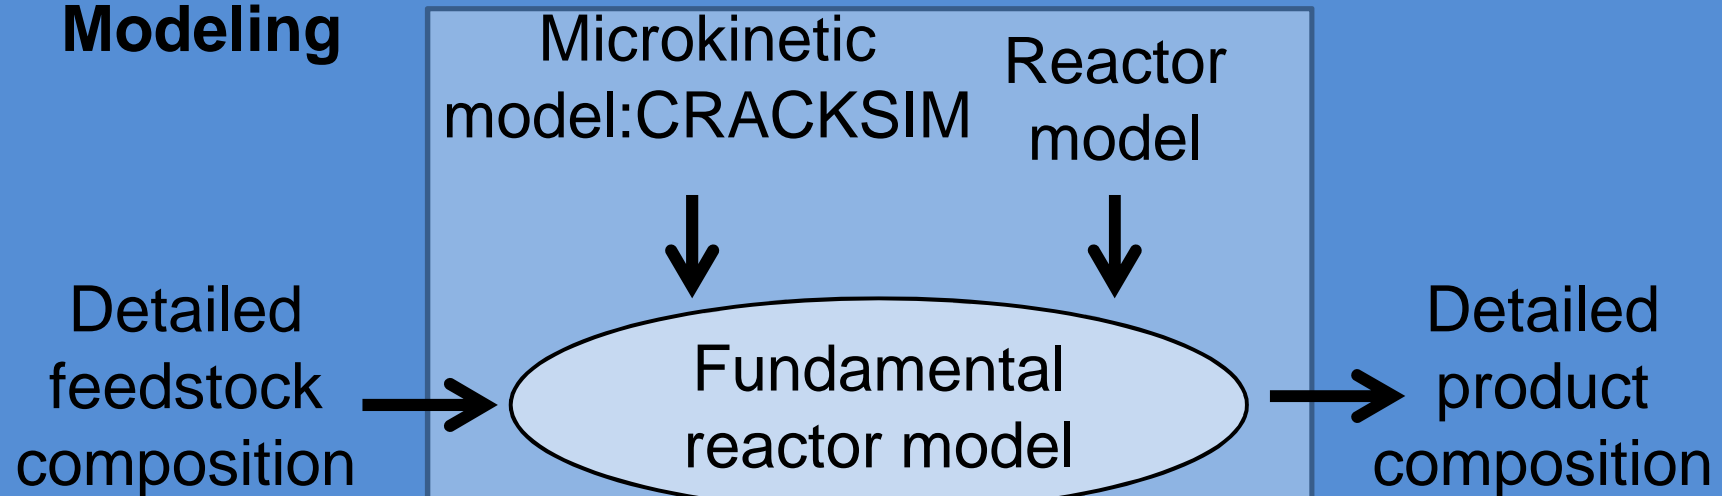 Modeling
Microkinetic
model:CRACKSIM
Reactor
model
Detailed
feedstock
composition
Fundamental
reactor model
Detailed
product
composition